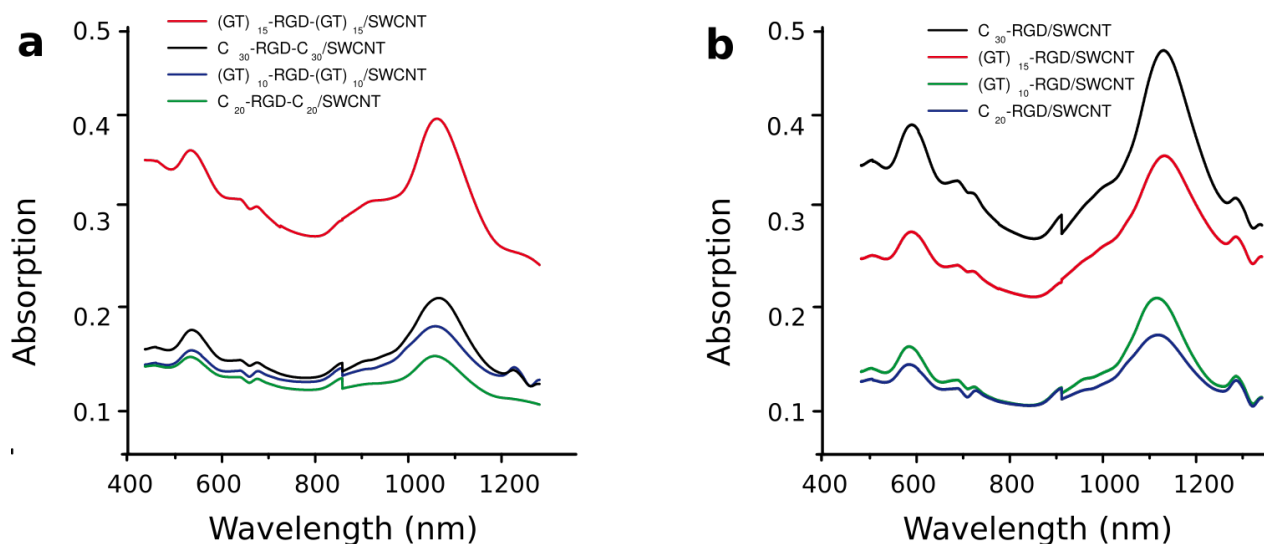 a
0.5
0.4
0.3
0.2
0.1
Absorption
(GT) 15-RGD-(GT) 15/SWCNT
C 30-RGD-C30/SWCNT
(GT) 10-RGD-(GT) 10/SWCNT
C 20-RGD-C20/SWCNT
400 600 800 1000 1200
Wavelength (nm)
b
0.5
0.4
0.3
0.2
0.1
Absorption
C 30-RGD/SWCNT
(GT) 15-RGD/SWCNT
(GT) 10-RGD/SWCNT
C 20-RGD/SWCNT
400 600 800 1000 1200
Wavelength (nm)